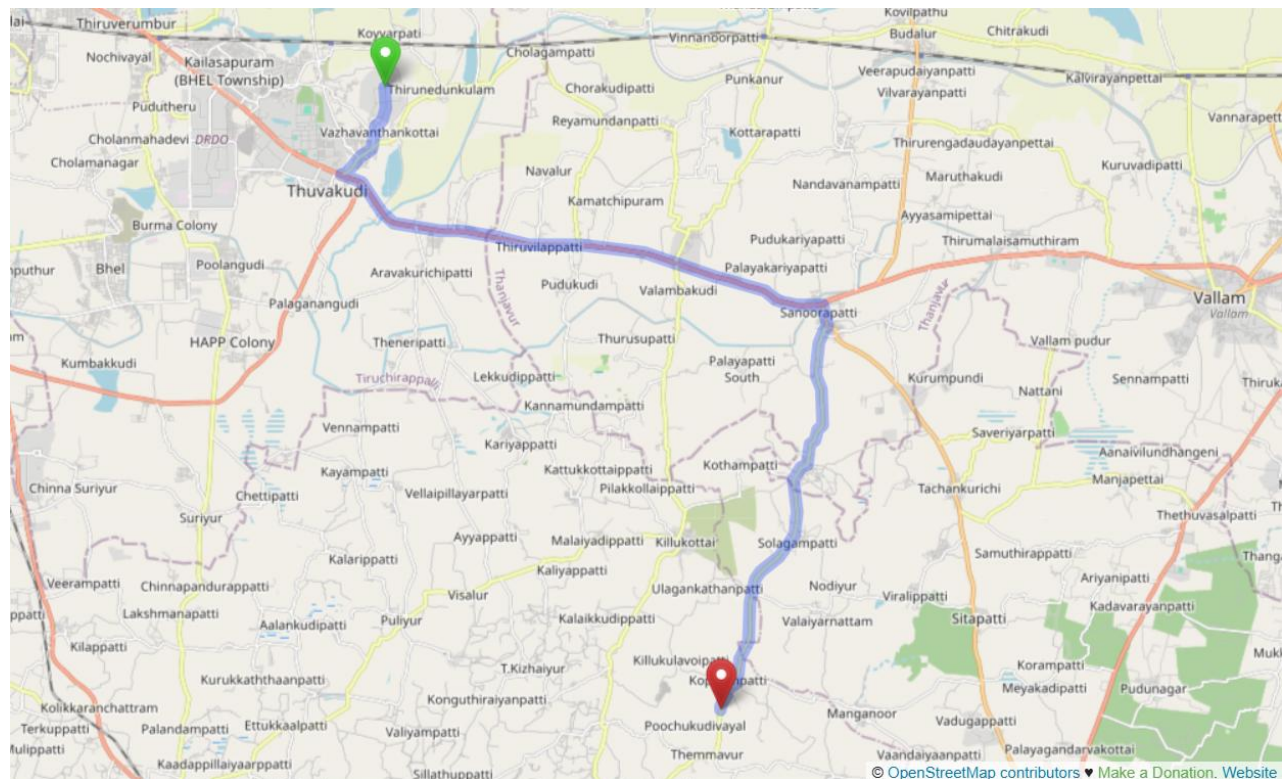 Thiruverumbur
Koyvarpati
Kovilpathu
Budalur
Chitrakudi
Nochivayal
Kailasapuram
(BHEL Township)
Cholagampatti
Vinnanoorpatti
Veerapudaiyanpatti
Kalvirayanpettai
Pudutheru
Thirunedunkulam
Chorakudipatti
Punkanur
Vilvarayanpatti
Vannarapett
Cholanmahadevi
DRDO
Vazhavanthankottai
Reyamundanpatti
Kottarapatti
Thirurengadaudayanpettai
Cholamanagar
Navalur
Kuruvadipatti
Thuvakudi
Kamatchipuram
Nandavanampatti
Maruthakudi
Burma Colony
Ayyasamipettai
Bhel
Poolangudi
Aravakurichipatti
Thiruvilappatti
Pudukariyapatti
Thirumalaisamuthiram
nputhur
Palaganangudi
Thanjavur
Pudukudi
Valambakudi
Palayakariyapatti
Sanoorapatti
Thanjavur
Vallam
Vallam
Kumbakkudi
HAPP Colony
Theneripatti
Thurusupatti
Vallam pudur
Tiruchirappalli
Lekkudippatti
Palayapatti
South
Kurumpundi
Nattani
Sennampatti
Thiruka
Kannamundampatti
Vennampatti
Kariyappatti
Saveriyarpatti
Kayampatti
Kattukkottaippatti
Kothampatti
Aanaivilundhangeni
Chinna Suriyur
Chettipatti
Vellaipillayarpatti
Pilakkollaippatti
Tachankurichi
Manjapettai
Suriyur
Ayyappatti
Malaiyadippatti
Killukottai
Solagampatti
Thethuvasalpatti
Kalarippatti
Samuthirappatti
Veerampatti
Chinnapandurappatti
Kaliyappatti
Ulagankathanpatti
Nodiyur
Ariyanipatti
Lakshmanapatti
Visalur
Viralippatti
Kadavarayanpatti
Aalankudipatti
Puliyur
Kalaikkudippatti
Valaiyarnattam
Sitapatti
Kilappatti
Killukulavoipatti
Korampatti
Kurukkaththaanpatti
T.Kizhaiyur
Meyakadipatti
Pudunagar
Kolikkaranchattram
Konguthiraiyanpatti
Manganoor
Terkuppatti
Palandampatti
Ettukkaalpatti
Valiyampatti
Poochukudivayal
Vadugappatti
Mulippatti
Kaadappillaiyaarppatti
Sillathuppatti
Themmavur
Vaandaiyaanpatti
Palayagandarvakottai
© OpenStreetMap contributors ♥ Make a Donation. Website